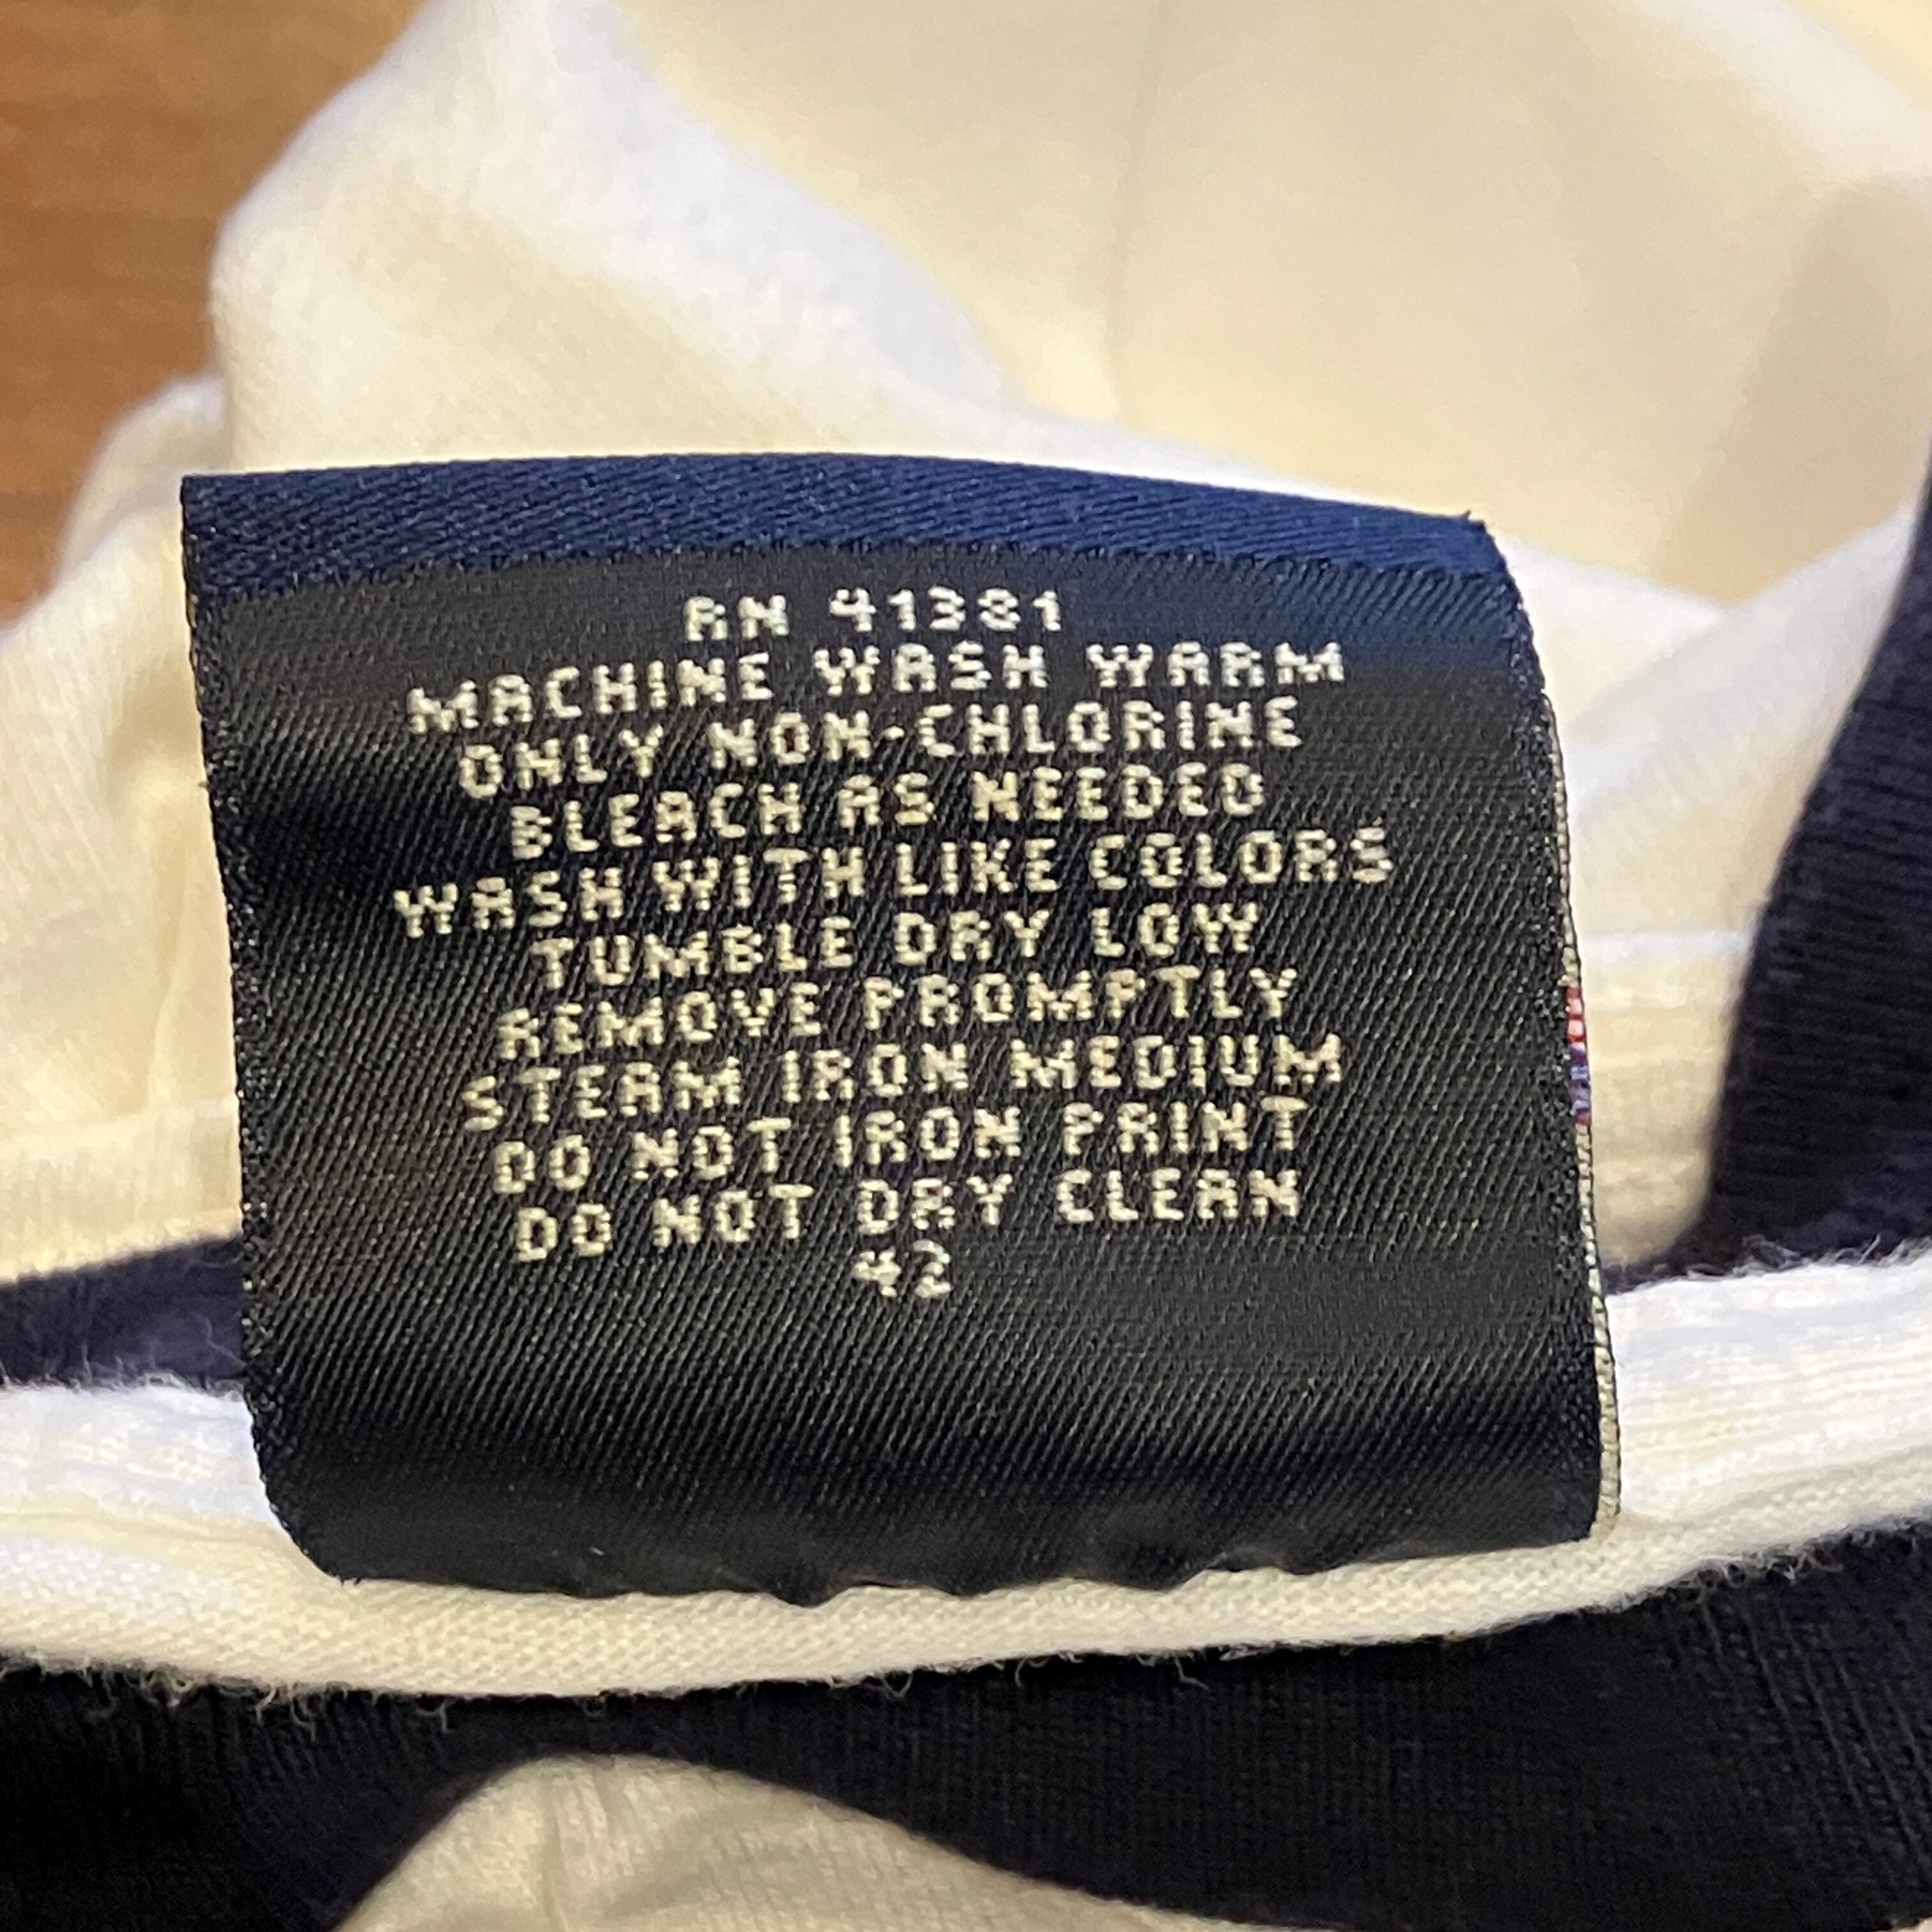 RN 41381
MACHINE WASH WARM
ONLY NON-CHLORINE
BLEACH AS NEEDED
WASH WITH LIKE COLORS
TUMBLE DRY LOW
REMOVE PROMPTLY
STEAM IRON MEDIUM
DO NOT IRON PRINT
DO NOT DRY CLEAN
42